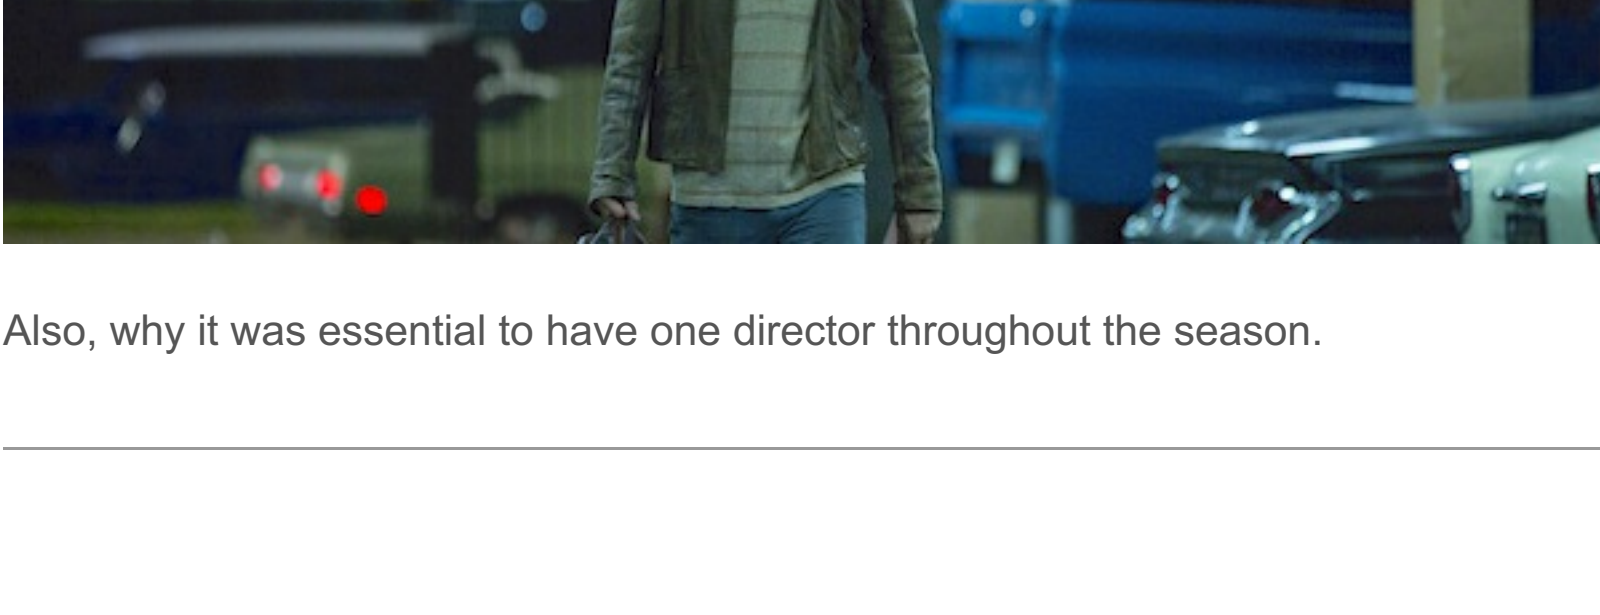 Also, why it was essential to have one director throughout the season.